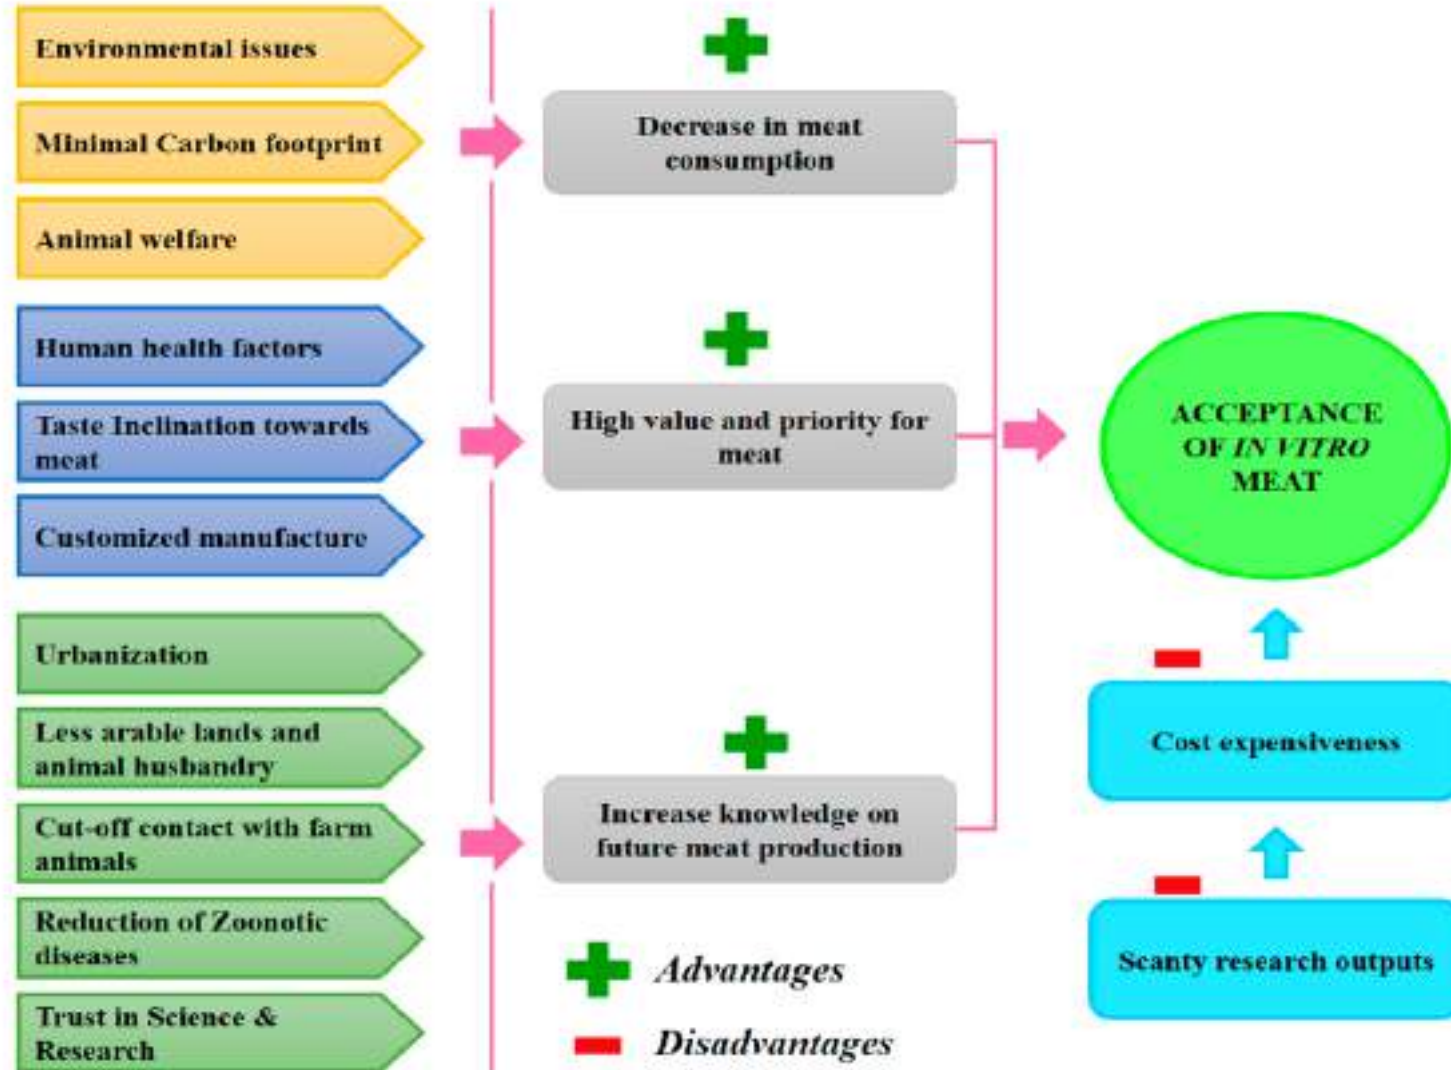 Environmental issues
Minimal Carbon footprint
Animal welfare
Human health factors
Taste Inclination towards
meat
Customized manufacture
Urbanization
Less arable lands and
animal husbandry
Cut-off contact with farm
animals
Reduction of Zoonotic
diseases
Trust in Science &
Research
Decrease in meat
consumption
High value and priority for
meat
Increase knowledge on
future meat production
Advantages
Disadvantages
ACCEPTANCE
OF IN VITRO
MEAT
Cost expensiveness
Scanty research outputs